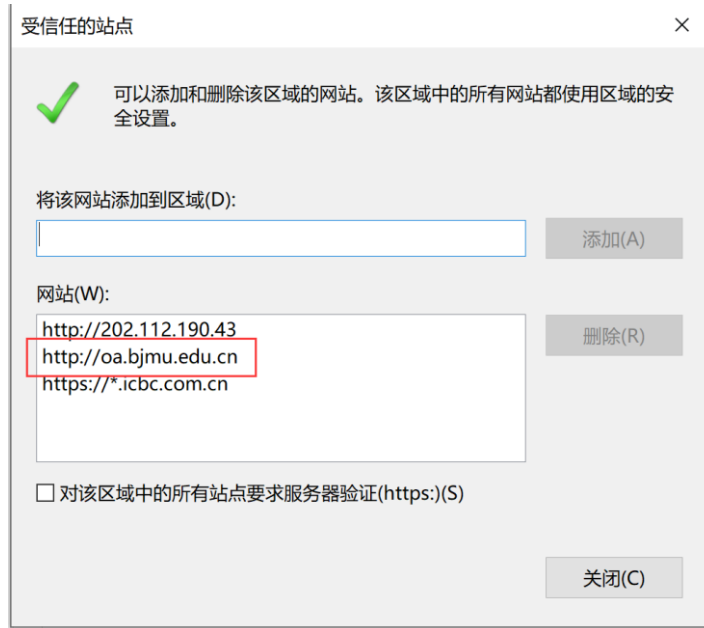 受信任的站点
可以添加和删除该区域的网站。该区域中的所有网站都使用区域的安
全设置。
将该网站添加到区域(D):
添加(A)
网站(W):
http://202.112.190.43
http://oa.bjmu.edu.cn
https://*.icbc.com.cn
删除(R)
对该区域中的所有站点要求服务器验证(https:)(S)
关闭(C)